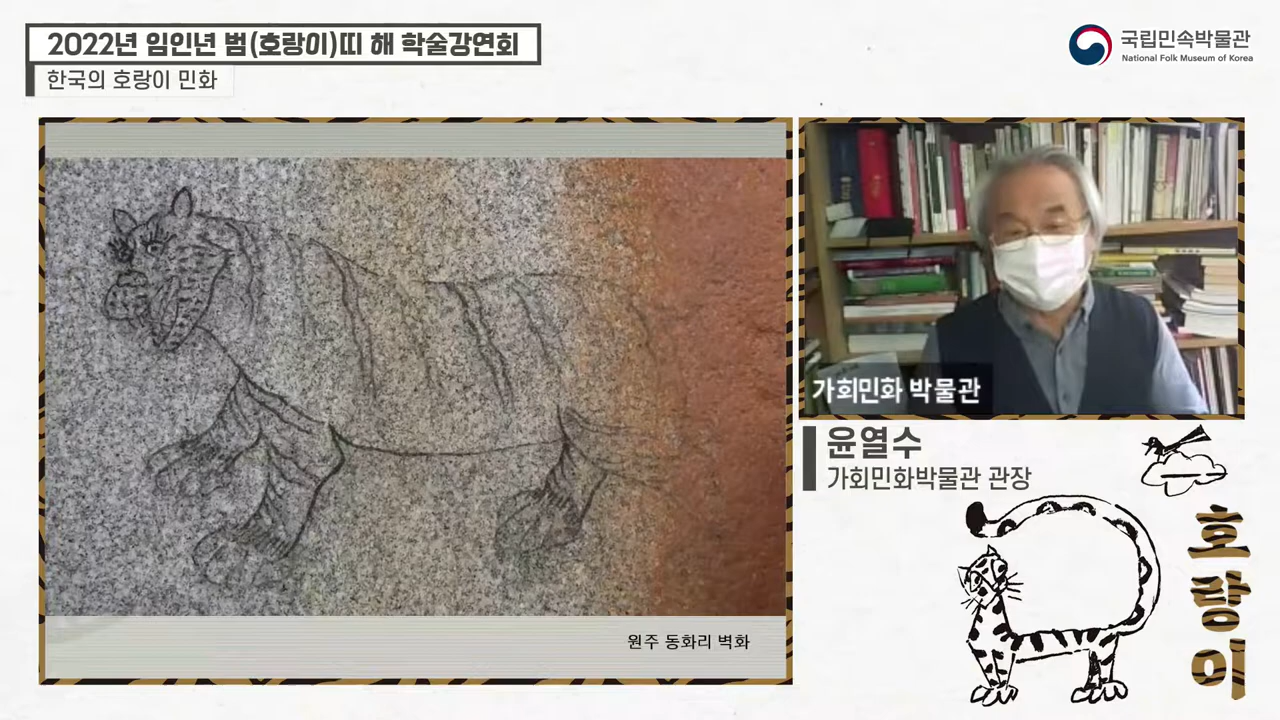 2022년 임인년 범(호랑이)띠 해 학술강연회
한국의 호랑이 민화
국립민속박물관
National Folk Museum of Korea
원주 동화리 벽화
가회민화 박물관
윤열수
가회민화박물관 관장
호랑이